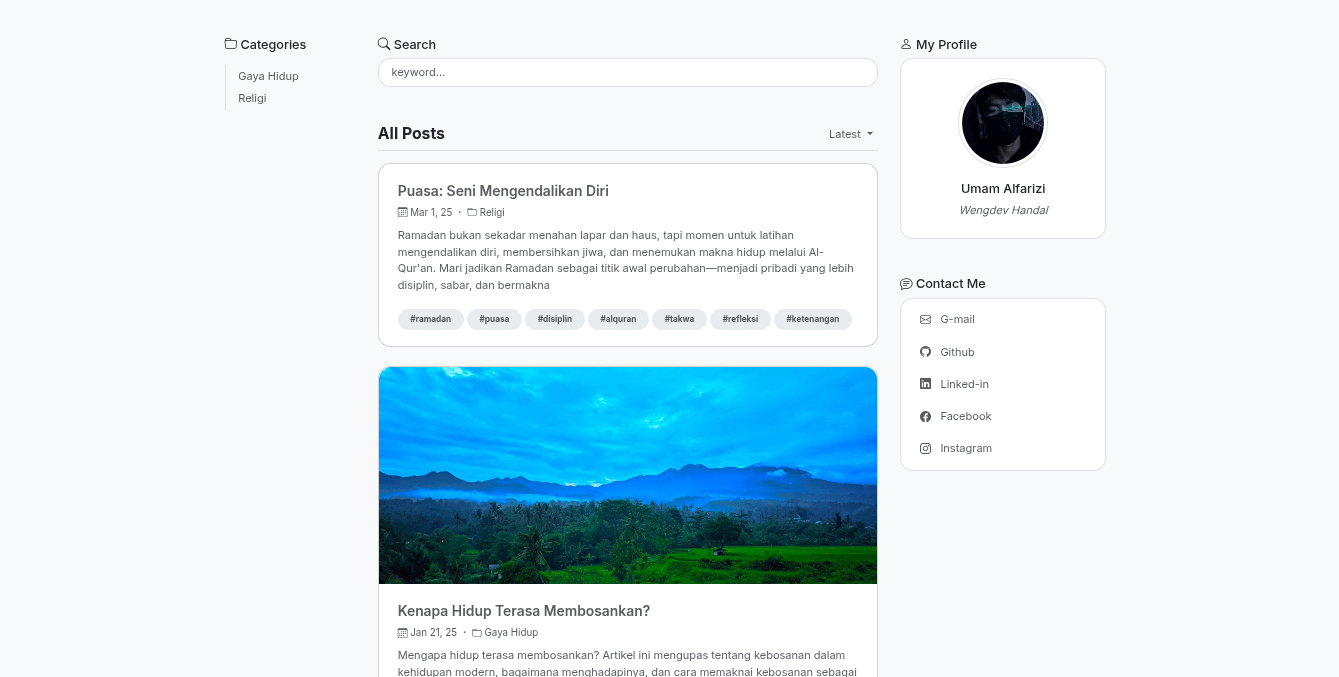 Categories
Gaya Hidup
Religi
Search
keyword...
All Posts
Latest
Puasa: Seni Mengendalikan Diri
Mar 1, 25 · Religi
Ramadan bukan sekadar menahan lapar dan haus, tapi momen untuk latihan
mengendalikan diri, membersihkan jiwa, dan menemukan makna hidup melalui Al-
Qur'an. Mari jadikan Ramadan sebagai titik awal perubahan—menjadi pribadi yang lebih
disiplin, sabar, dan bermakna
#ramadan #puasa #disiplin #alquran #takwa #refleksi #ketenangan
Kenapa Hidup Terasa Membosankan?
Jan 21, 25 · Gaya Hidup
Mengapa hidup terasa membosankan? Artikel ini mengupas tentang kebosanan dalam
kehidupan modern, bagaimana menghadapinya, dan cara memaknai kebosanan sebagai
My Profile
Umam Alfarizi
Wengdev Handal
Contact Me
G-mail
Github
Linked-in
Facebook
Instagram